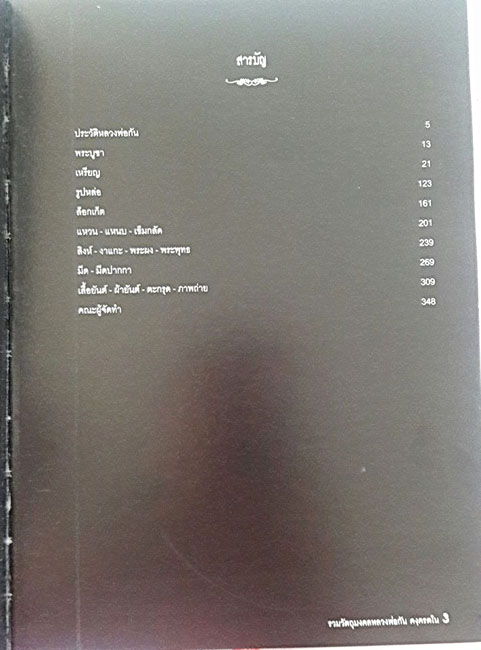 สารบัญ
ประวัติหลวงพ่อกัน 5
พระบูชา 13
เหรียญ 21
รูปหล่อ 123
ล๊อกเก็ต 161
แหวน - แหนบ - เข็มกลัด 201
สิงห์ - งาแกะ - พระผง - พระพุทธ 239
มีด - มีดปากกา 269
เสื้อยันต์ - ผ้ายันต์ - ตะกรุด - ภาพถ่าย 309
คณะผู้จัดทำ 348
รวมวัตถุมงคลหลวงพ่อกัน 3